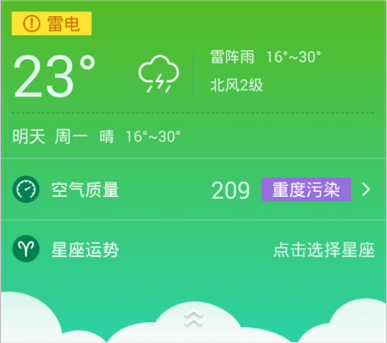 雷电
23°
雷阵雨 16°~30°
北风2级
明天 周一 晴 16°~30°
空气质量 209 重度污染
星座运势 点击选择星座